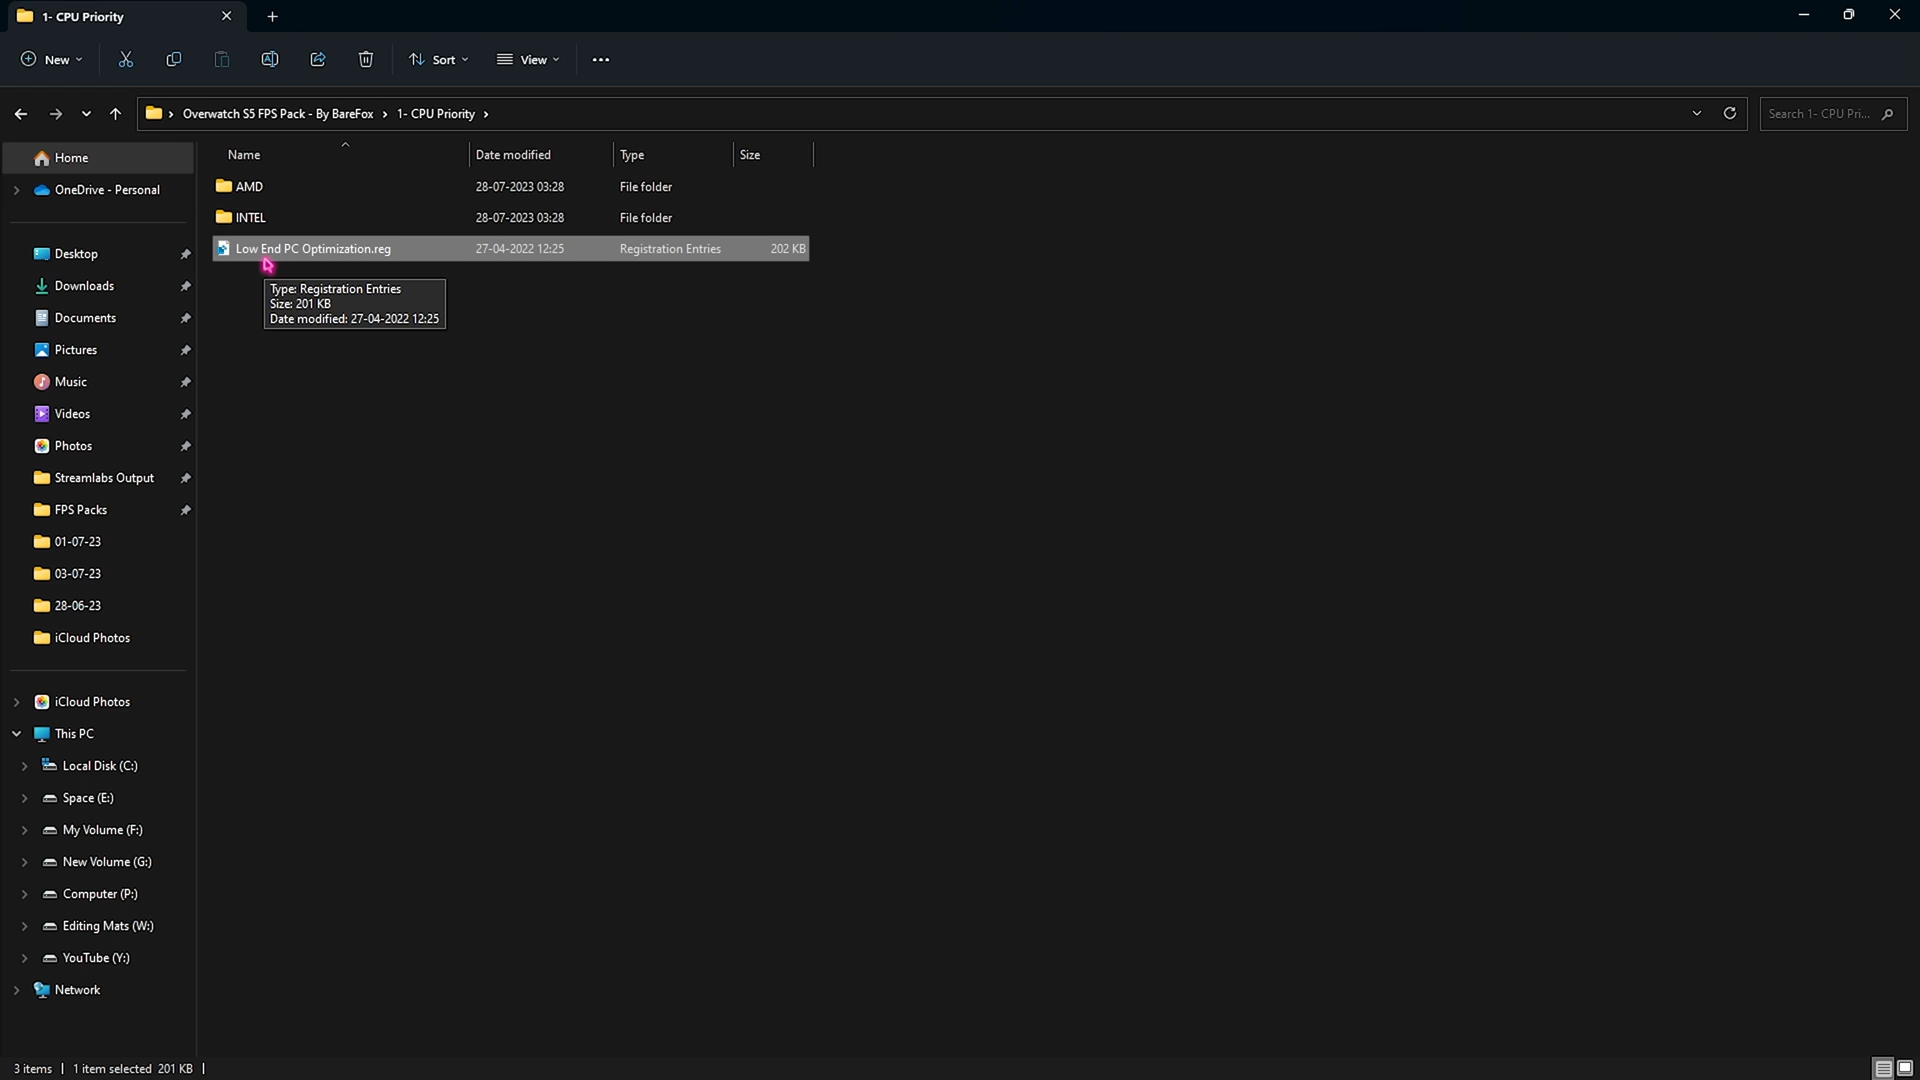 1- CPU Priority
New
Sort
View
Overwatch S5 FPS Pack - By BareFox
1- CPU Priority
Search 1- CPU Pri...
Name
Date modified
Type
Size
AMD
28-07-2023 03:28
File folder
INTEL
28-07-2023 03:28
File folder
Low End PC Optimization.reg
27-04-2022 12:25
Registration Entries
202 KB
Type: Registration Entries
Size: 201 KB
Date modified: 27-04-2022 12:25
Home
OneDrive - Personal
Desktop
Downloads
Documents
Pictures
Music
Videos
Photos
Streamlabs Output
FPS Packs
01-07-23
03-07-23
28-06-23
iCloud Photos
iCloud Photos
This PC
Local Disk (C:)
Space (E:)
My Volume (F:)
New Volume (G:)
Computer (P:)
Editing Mats (W:)
YouTube (Y:)
Network
3 items
1 item selected 201 KB